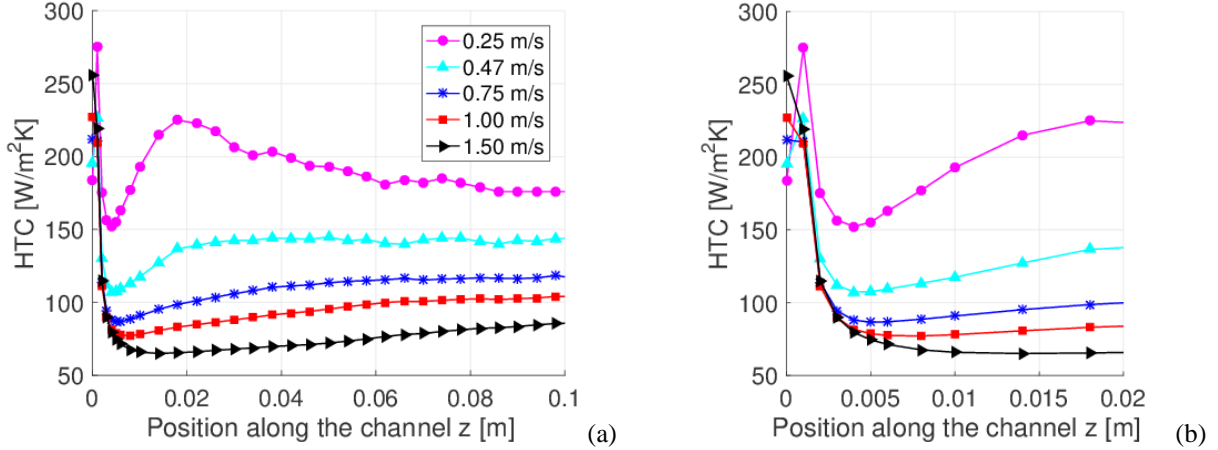 300
250
200
150
100
50
HTC [W/m²K]
0.25 m/s
0.47 m/s
0.75 m/s
1.00 m/s
1.50 m/s
0 0.02 0.04 0.06 0.08 0.1
Position along the channel z [m]
(a)
300
250
200
150
100
50
HTC [W/m²K]
0 0.005 0.01 0.015 0.02
Position along the channel z [m]
(b)